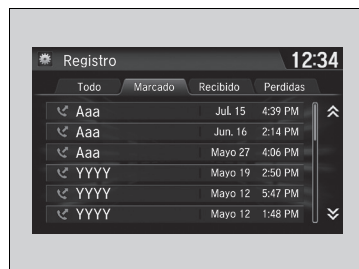 Registro 12:34
Todo Marcado Recibido Perdidas
Aaa Jul. 15 4:39 PM
Aaa Jun. 16 2:14 PM
Aaa Mayo 27 4:06 PM
YYYY Mayo 19 2:50 PM
YYYY Mayo 12 5:47 PM
YYYY Mayo 12 1:48 PM